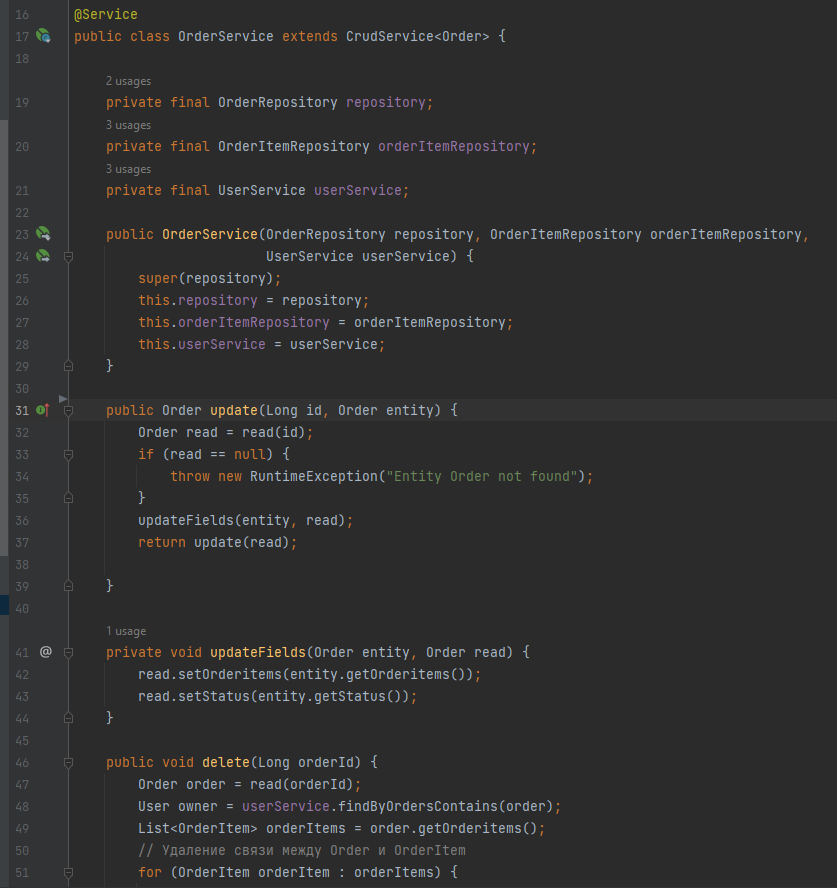 16 @Service
17 public class OrderService extends CrudService<Order> {
18
2 usages
19 private final OrderRepository repository;
3 usages
20 private final OrderItemRepository orderItemRepository;
3 usages
21 private final UserService userService;
22
23 public OrderService(OrderRepository repository, OrderItemRepository orderItemRepository,
24 UserService userService) {
25 super(repository);
26 this.repository = repository;
27 this.orderItemRepository = orderItemRepository;
28 this.userService = userService;
29 }
30
31 public Order update(Long id, Order entity) {
32 Order read = read(id);
33 if (read == null) {
34 throw new RuntimeException("Entity Order not found");
35 }
36 updateFields(entity, read);
37 return update(read);
38
39 }
40
1 usage
41 @ private void updateFields(Order entity, Order read) {
42 read.setOrderitems(entity.getOrderitems());
43 read.setStatus(entity.getStatus());
44 }
45
46 public void delete(Long orderId) {
47 Order order = read(orderId);
48 User owner = userService.findByOrdersContains(order);
49 List<OrderItem> orderItems = order.getOrderitems();
50 // Удаление связи между Order и OrderItem
51 for (OrderItem orderItem : orderItems) {